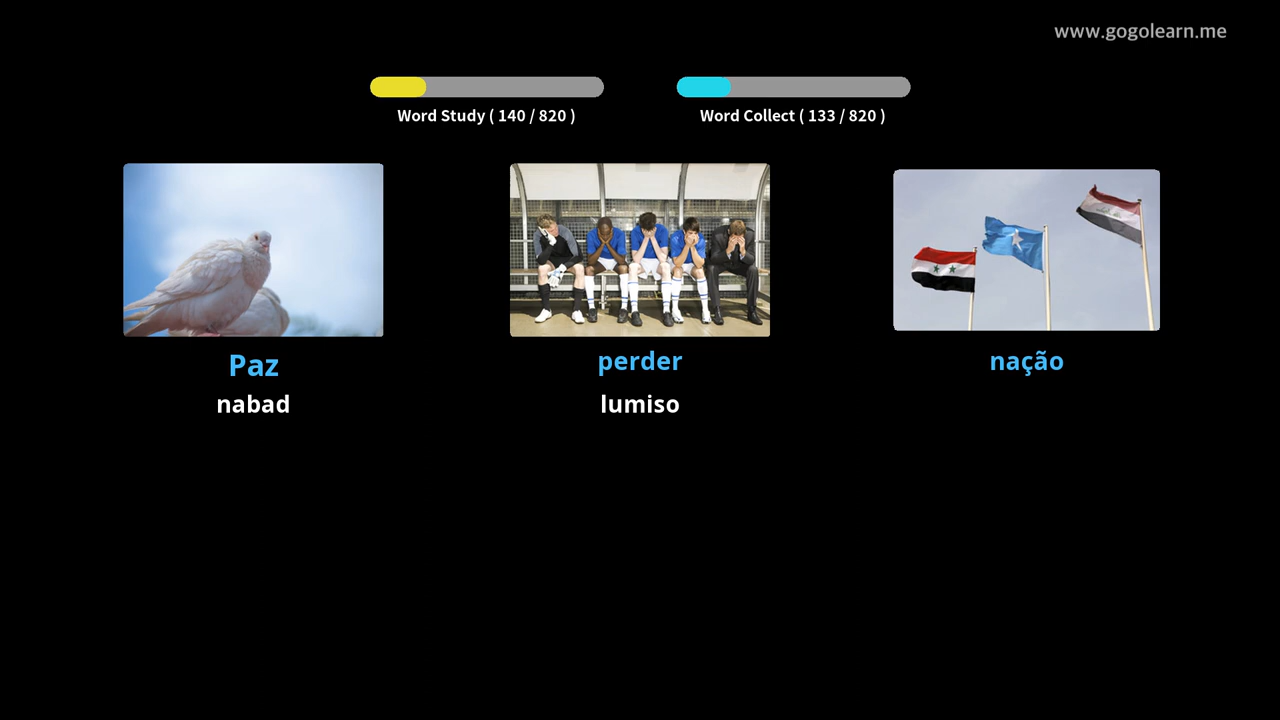 www.gogolearn.me
Word Study ( 140 / 820 )
Word Collect ( 133 / 820 )
Paz
nabad
perder
lumiso
nação